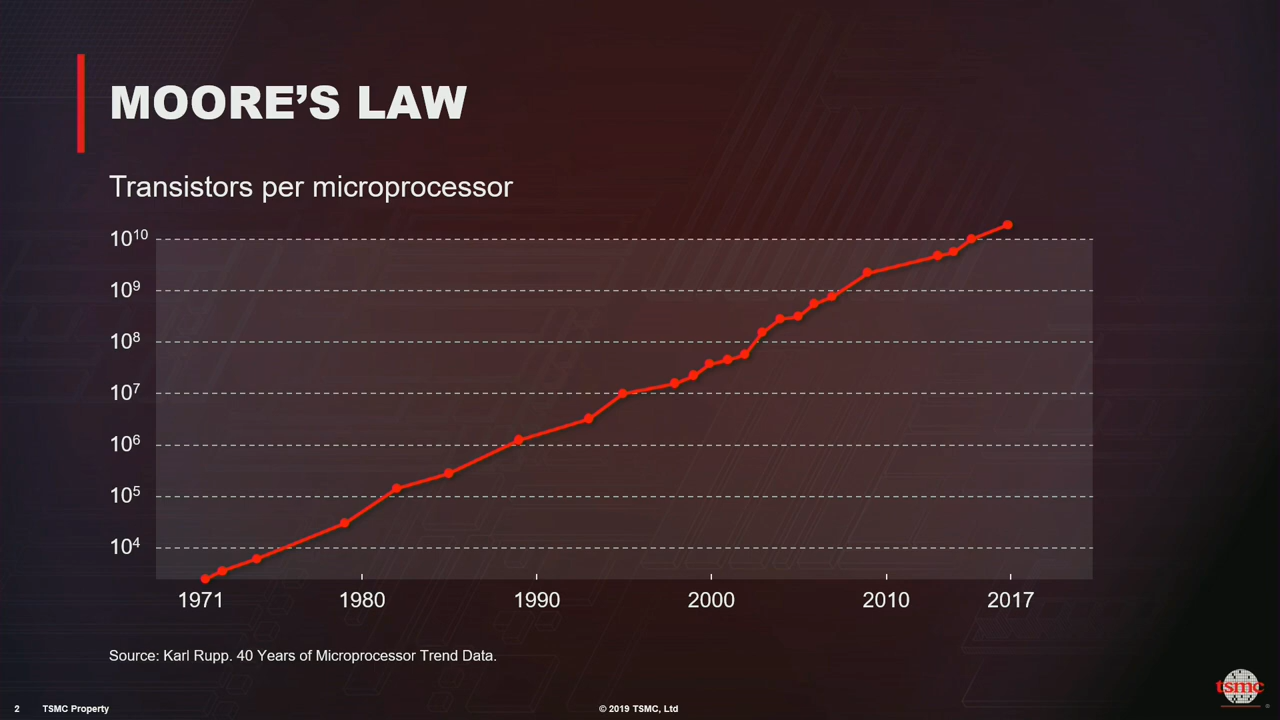 MOORE’S LAW
Transistors per microprocessor
10¹⁰
10⁹
10⁸
10⁷
10⁶
10⁵
10⁴
1971 1980 1990 2000 2010 2017
Source: Karl Rupp. 40 Years of Microprocessor Trend Data.
2 TSMC Property © 2019 TSMC, Ltd
tsmc ®